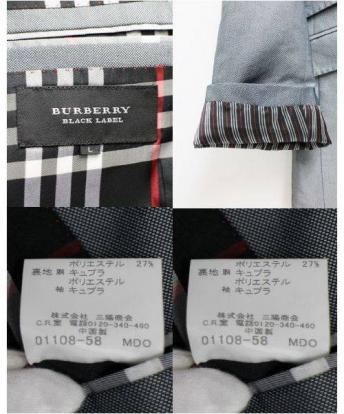 BURBERRY
BLACK LABEL
L
ポリエステル 27%
裏地 胴 キュプラ
ポリエステル
袖 キュプラ
株式会社 三陽商会
C.R.室 電話0120-340-460
中国製
01108-58 MDO
ポリエステル 27%
裏地 胴 キュプラ
ポリエステル
袖 キュプラ
株式会社 三陽商会
C.R.室 電話0120-340-460
中国製
01108-58 MDO